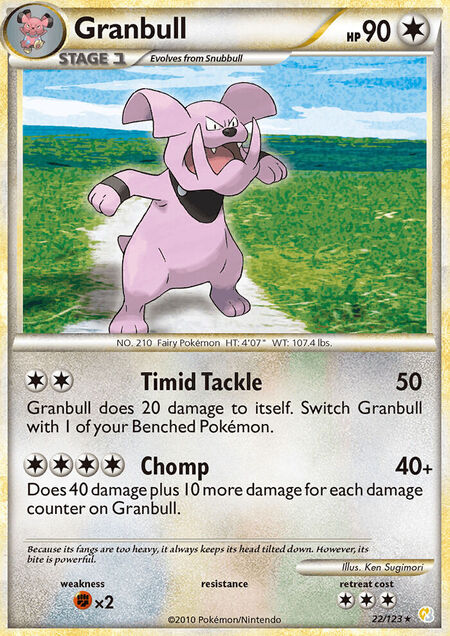 Granbull
HP 90
STAGE 1
Evolves from Snubbull
NO. 210 Fairy Pokémon HT: 4'07" WT: 107.4 lbs.
Timid Tackle 50
Granbull does 20 damage to itself. Switch Granbull
with 1 of your Benched Pokémon.
Chomp 40+
Does 40 damage plus 10 more damage for each damage
counter on Granbull.
Because its fangs are too heavy, it always keeps its head tilted down. However, its
bite is powerful.
Illus. Ken Sugimori
weakness resistance retreat cost
×2
22/123 ★
©2010 Pokémon/Nintendo